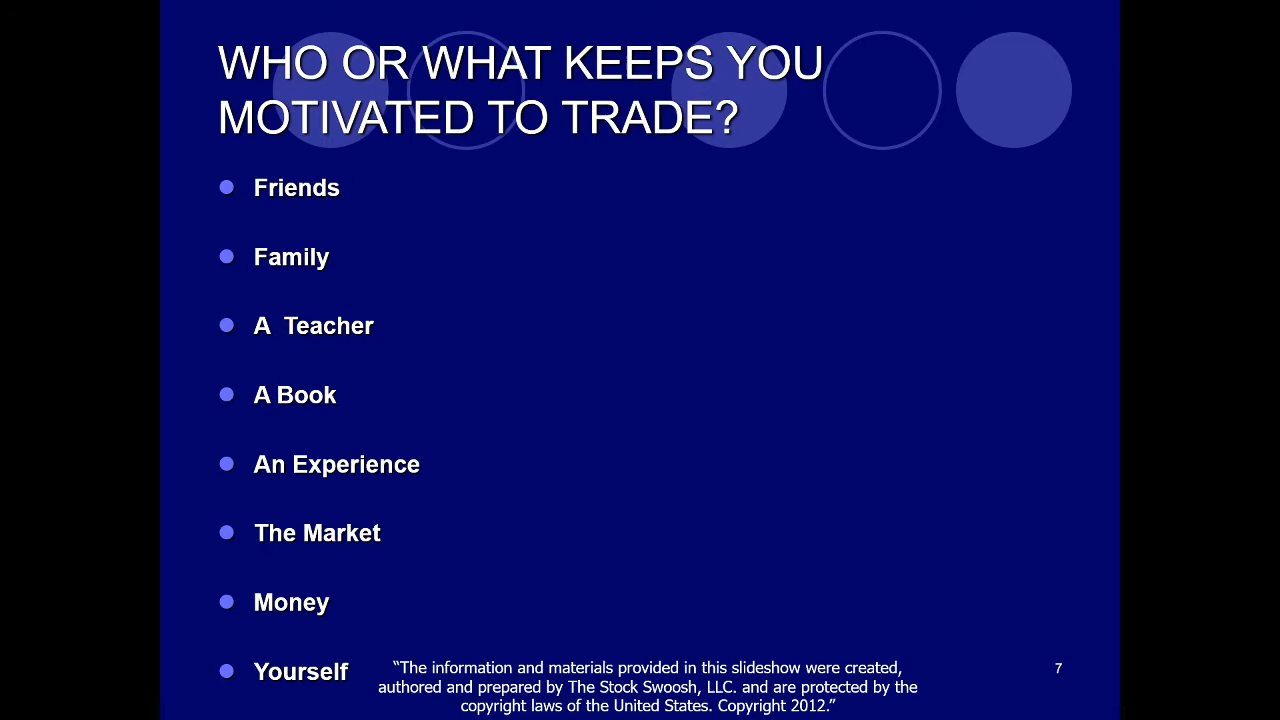 WHO OR WHAT KEEPS YOU
MOTIVATED TO TRADE?
Friends
Family
A  Teacher
A Book
An Experience
The Market
Money
Yourself
“The information and materials provided in this slideshow were created,
authored and prepared by The Stock Swoosh, LLC. and are protected by the
copyright laws of the United States. Copyright 2012.”
7